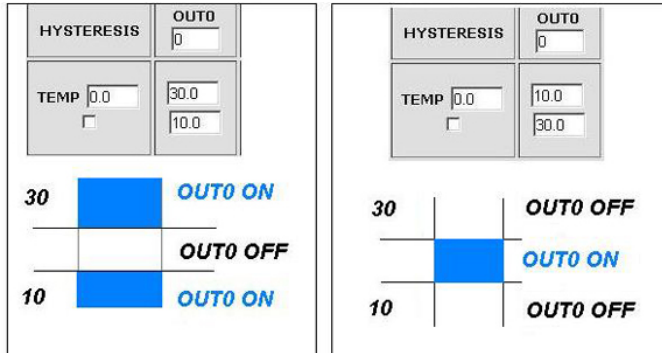 HYSTERESIS
OUT0
0
TEMP 0.0
30.0
10.0
30
OUT0 ON
OUT0 OFF
10
OUT0 ON
HYSTERESIS
OUT0
0
TEMP 0.0
10.0
30.0
30
OUT0 OFF
OUT0 ON
10
OUT0 OFF